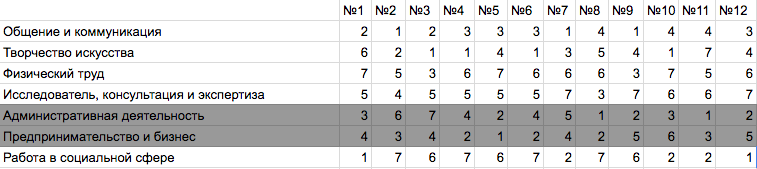 №1 №2 №3 №4 №5 №6 №7 №8 №9 №10 №11 №12
Общение и коммуникация 2 1 2 3 3 3 1 4 1 4 4 3
Творчество искусства 6 2 1 1 4 1 3 5 4 1 7 4
Физический труд 7 5 3 6 7 6 6 6 3 7 5 6
Исследователь, консультация и экспертиза 5 4 5 5 5 5 7 3 7 6 6 7
Административная деятельность 3 6 7 4 2 4 5 1 2 3 1 2
Предпринимательство и бизнес 4 3 4 2 1 2 4 2 5 6 3 5
Работа в социальной сфере 1 7 6 7 6 7 2 7 6 2 2 1